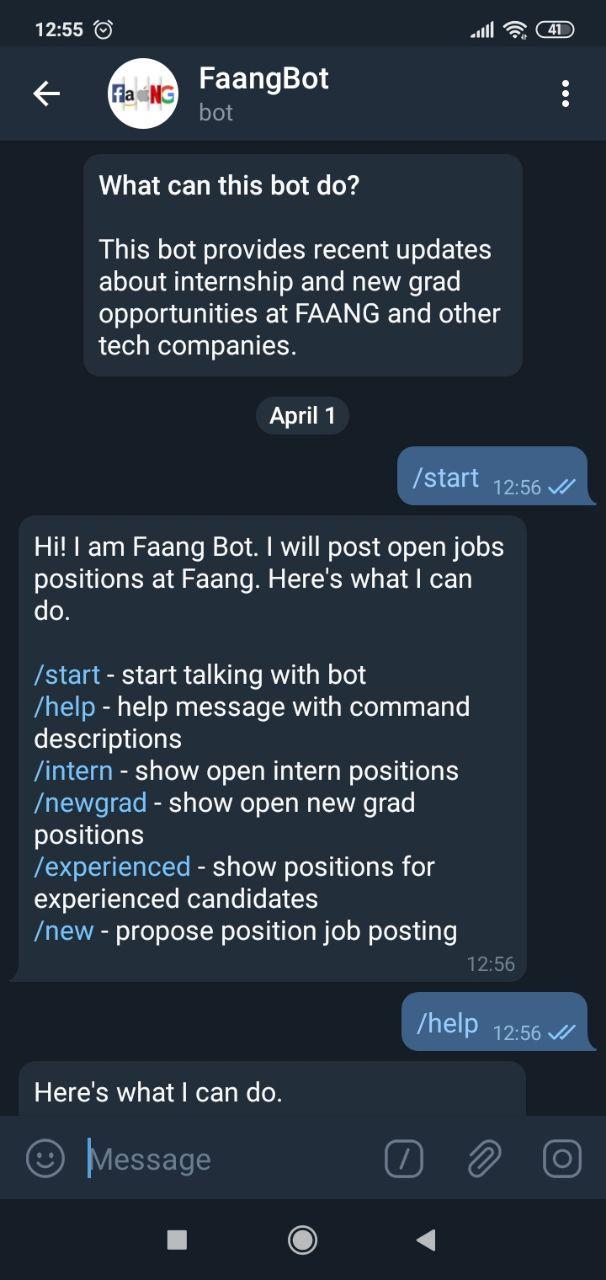 12:55
41
FaaNG
FaangBot
bot
What can this bot do?
This bot provides recent updates
about internship and new grad
opportunities at FAANG and other
tech companies.
April 1
/start 12:56
Hi! I am Faang Bot. I will post open jobs
positions at Faang. Here's what I can
do.
/start - start talking with bot
/help - help message with command
descriptions
/intern - show open intern positions
/newgrad - show open new grad
positions
/experienced - show positions for
experienced candidates
/new - propose position job posting
12:56
/help 12:56
Here's what I can do.
Message